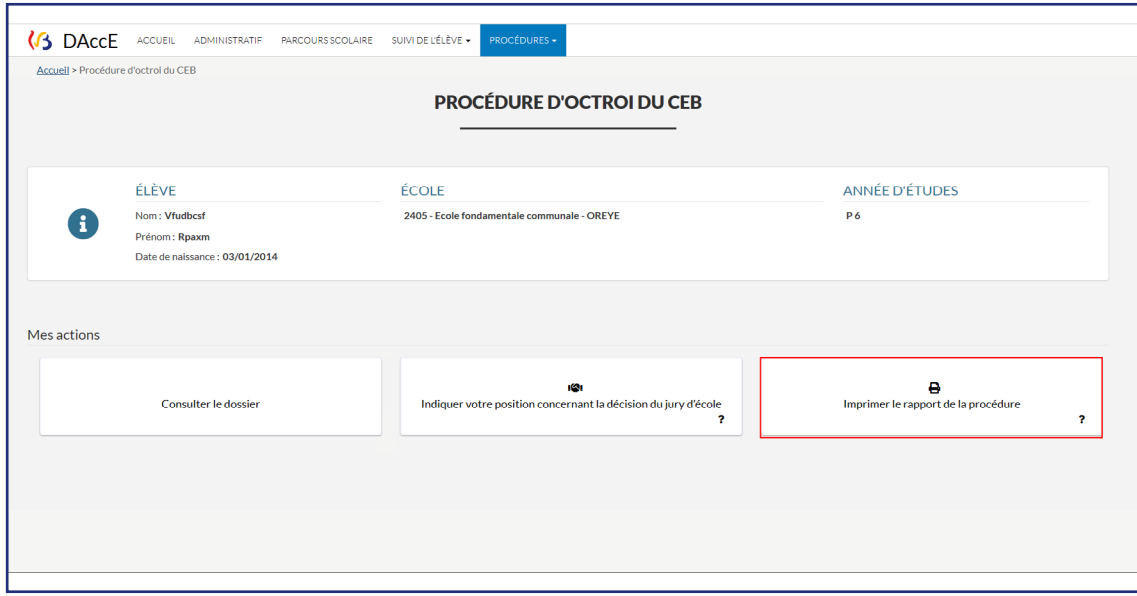 DAccE ACCUEIL ADMINISTRATIF PARCOURS SCOLAIRE SUIVI DE L'ÉLÈVE PROCÉDURES
Accueil > Procédure d'octroi du CEB
PROCÉDURE D'OCTROI DU CEB
ÉLÈVE ÉCOLE ANNÉE D'ÉTUDES
Nom : Vfudbcsf 2405 - Ecole fondamentale communale - OREYE P 6
Prénom : Rpaxm
Date de naissance : 03/01/2014
Mes actions
Consulter le dossier Indiquer votre position concernant la décision du jury d'école Imprimer le rapport de la procédure
? ?